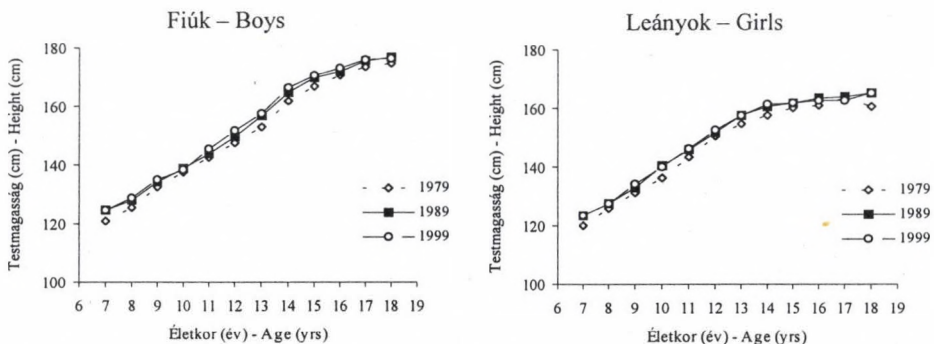 Fiúk – Boys
Testmagasság (cm) - Height (cm)
180
160
140
120
100
1979
1989
1999
6 7 8 9 10 11 12 13 14 15 16 17 18 19
Életkor (év) - Age (yrs)
Leányok – Girls
Testmagasság (cm) - Height (cm)
180
160
140
120
100
1979
1989
1999
6 7 8 9 10 11 12 13 14 15 16 17 18 19
Életkor (év) - Age (yrs)